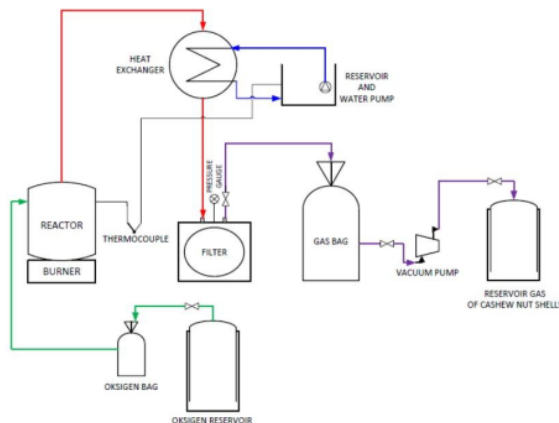 HEAT
EXCHANGER
RESERVOIR
AND
WATER PUMP
PRESSURE
GAUGE
REACTOR
THERMOCOUPLE
FILTER
GAS BAG
BURNER
VACUUM PUMP
RESERVOIR GAS
OF CASHEW NUT SHELLS
OKSIGEN BAG
OKSIGEN RESERVOIR